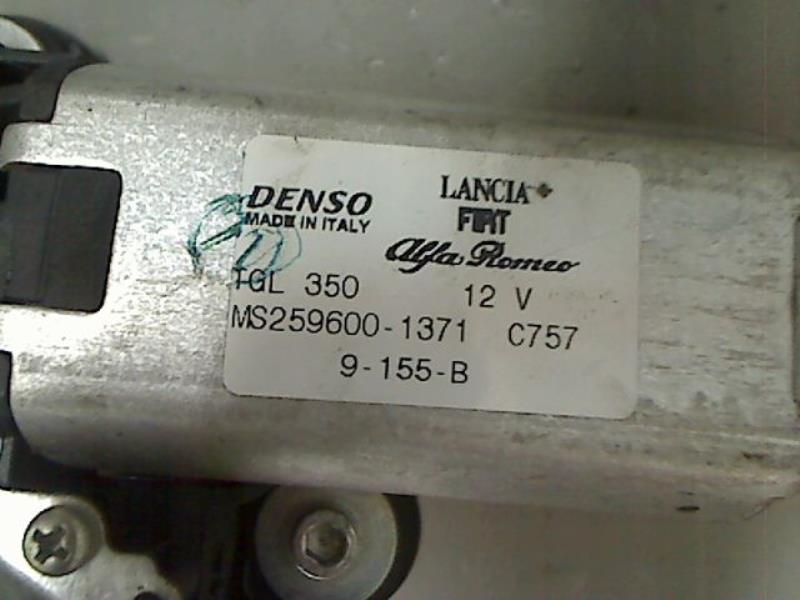 DENSO
MADE IN ITALY
LANCIA
FIAT
Alfa Romeo
TGL 350 12 V
MS259600-1371 C757
9-155-B